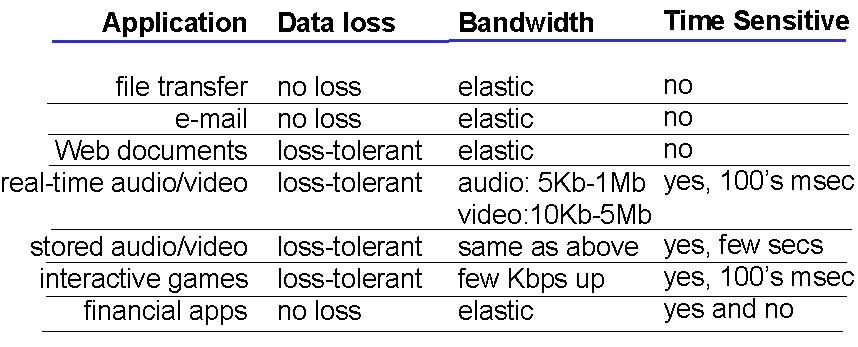 Application Data loss Bandwidth Time Sensitive
file transfer no loss elastic no
e-mail no loss elastic no
Web documents loss-tolerant elastic no
real-time audio/video loss-tolerant audio: 5Kb-1Mb yes, 100's msec
video:10Kb-5Mb
stored audio/video loss-tolerant same as above yes, few secs
interactive games loss-tolerant few Kbps up yes, 100's msec
financial apps no loss elastic yes and no